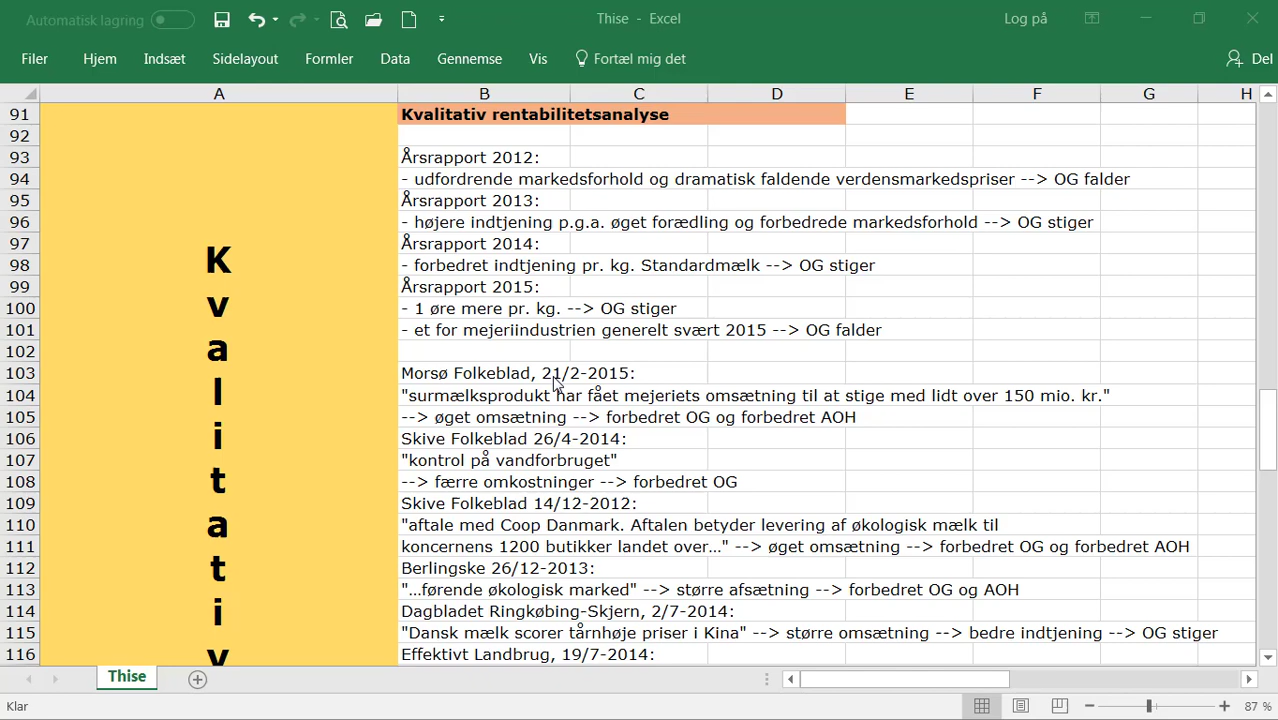 Automatisk lagring
Thise - Excel
Log på
Filer Hjem Indsæt Sidelayout Formler Data Gennemse Vis Fortæl mig det Del
A B C D E F G H
91 Kvalitativ rentabilitetsanalyse
92
93 Årsrapport 2012:
94 - udfordrende markedsforhold og dramatisk faldende verdensmarkedspriser --> OG falder
95 Årsrapport 2013:
96 - højere indtjening p.g.a. øget forædling og forbedrede markedsforhold --> OG stiger
97 Årsrapport 2014:
98 - forbedret indtjening pr. kg. Standardmælk --> OG stiger
99 Årsrapport 2015:
100 - 1 øre mere pr. kg. --> OG stiger
101 - et for mejeriindustrien generelt svært 2015 --> OG falder
102
103 Morsø Folkeblad, 21/2-2015:
104 "surmælksprodukt har fået mejeriets omsætning til at stige med lidt over 150 mio. kr."
105 --> øget omsætning --> forbedret OG og forbedret AOH
106 Skive Folkeblad 26/4-2014:
107 "kontrol på vandforbruget"
108 --> færre omkostninger --> forbedret OG
109 Skive Folkeblad 14/12-2012:
110 "aftale med Coop Danmark. Aftalen betyder levering af økologisk mælk til
111 koncernens 1200 butikker landet over..." --> øget omsætning --> forbedret OG og forbedret AOH
112 Berlingske 26/12-2013:
113 "...førende økologisk marked" --> større afsætning --> forbedret OG og AOH
114 Dagbladet Ringkøbing-Skjern, 2/7-2014:
115 "Dansk mælk scorer tårnhøje priser i Kina" --> større omsætning --> bedre indtjening --> OG stiger
116 Effektivt Landbrug, 19/7-2014:
K
v
a
l
i
t
a
t
i
v
Thise
Klar
87 %